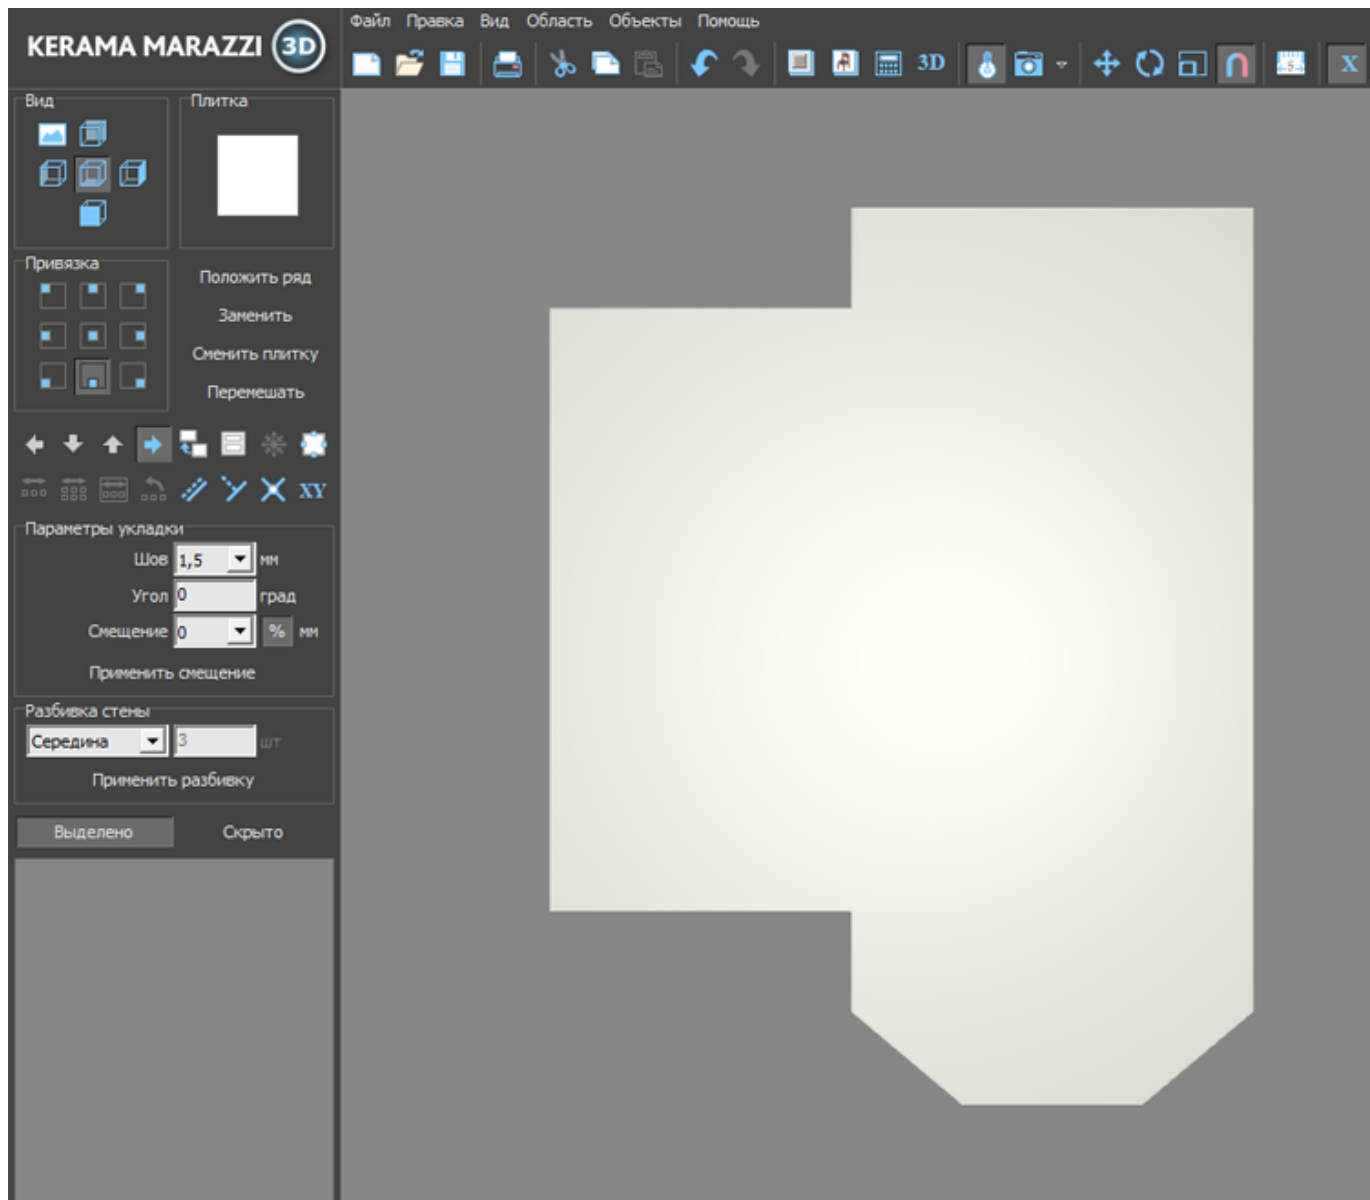 KERAMA MARAZZI 3D
Файл Правка Вид Область Объекты Помощь
3D
5
X
Вид
Плитка
Привязка
Положить ряд
Заменить
Сменить плитку
Перемешать
XY
Параметры укладки
Шов 1,5 мм
Угол 0 град
Смещение 0 % мм
Применить смещение
Разбивка стены
Середина 3 шт
Применить разбивку
Выделено Скрыто